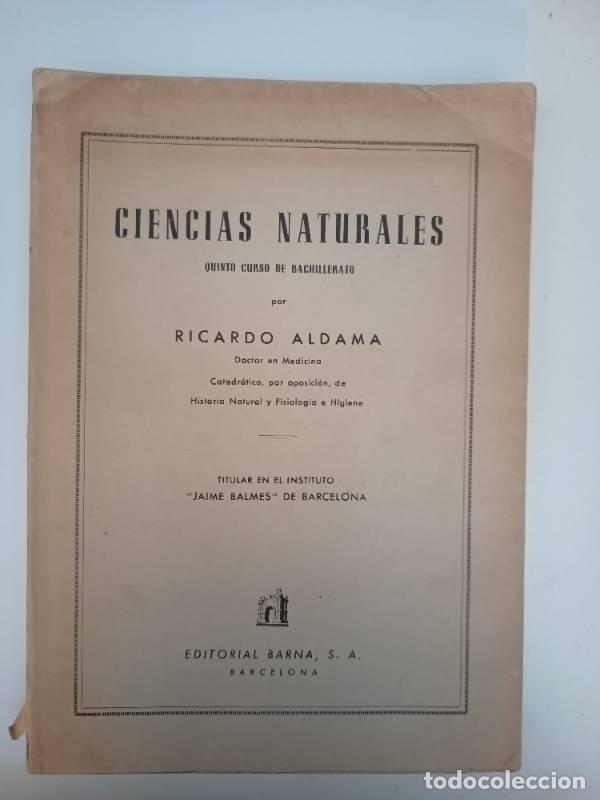 CIENCIAS NATURALES
QUINTO CURSO DE BACHILLERATO
por
RICARDO ALDAMA
Doctor en Medicina
Catedrático, por oposición, de
Historia Natural y Fisiología e Higiene
TITULAR EN EL INSTITUTO
"JAIME BALMES" DE BARCELONA
EDITORIAL BARNA, S. A.
BARCELONA
todocoleccion